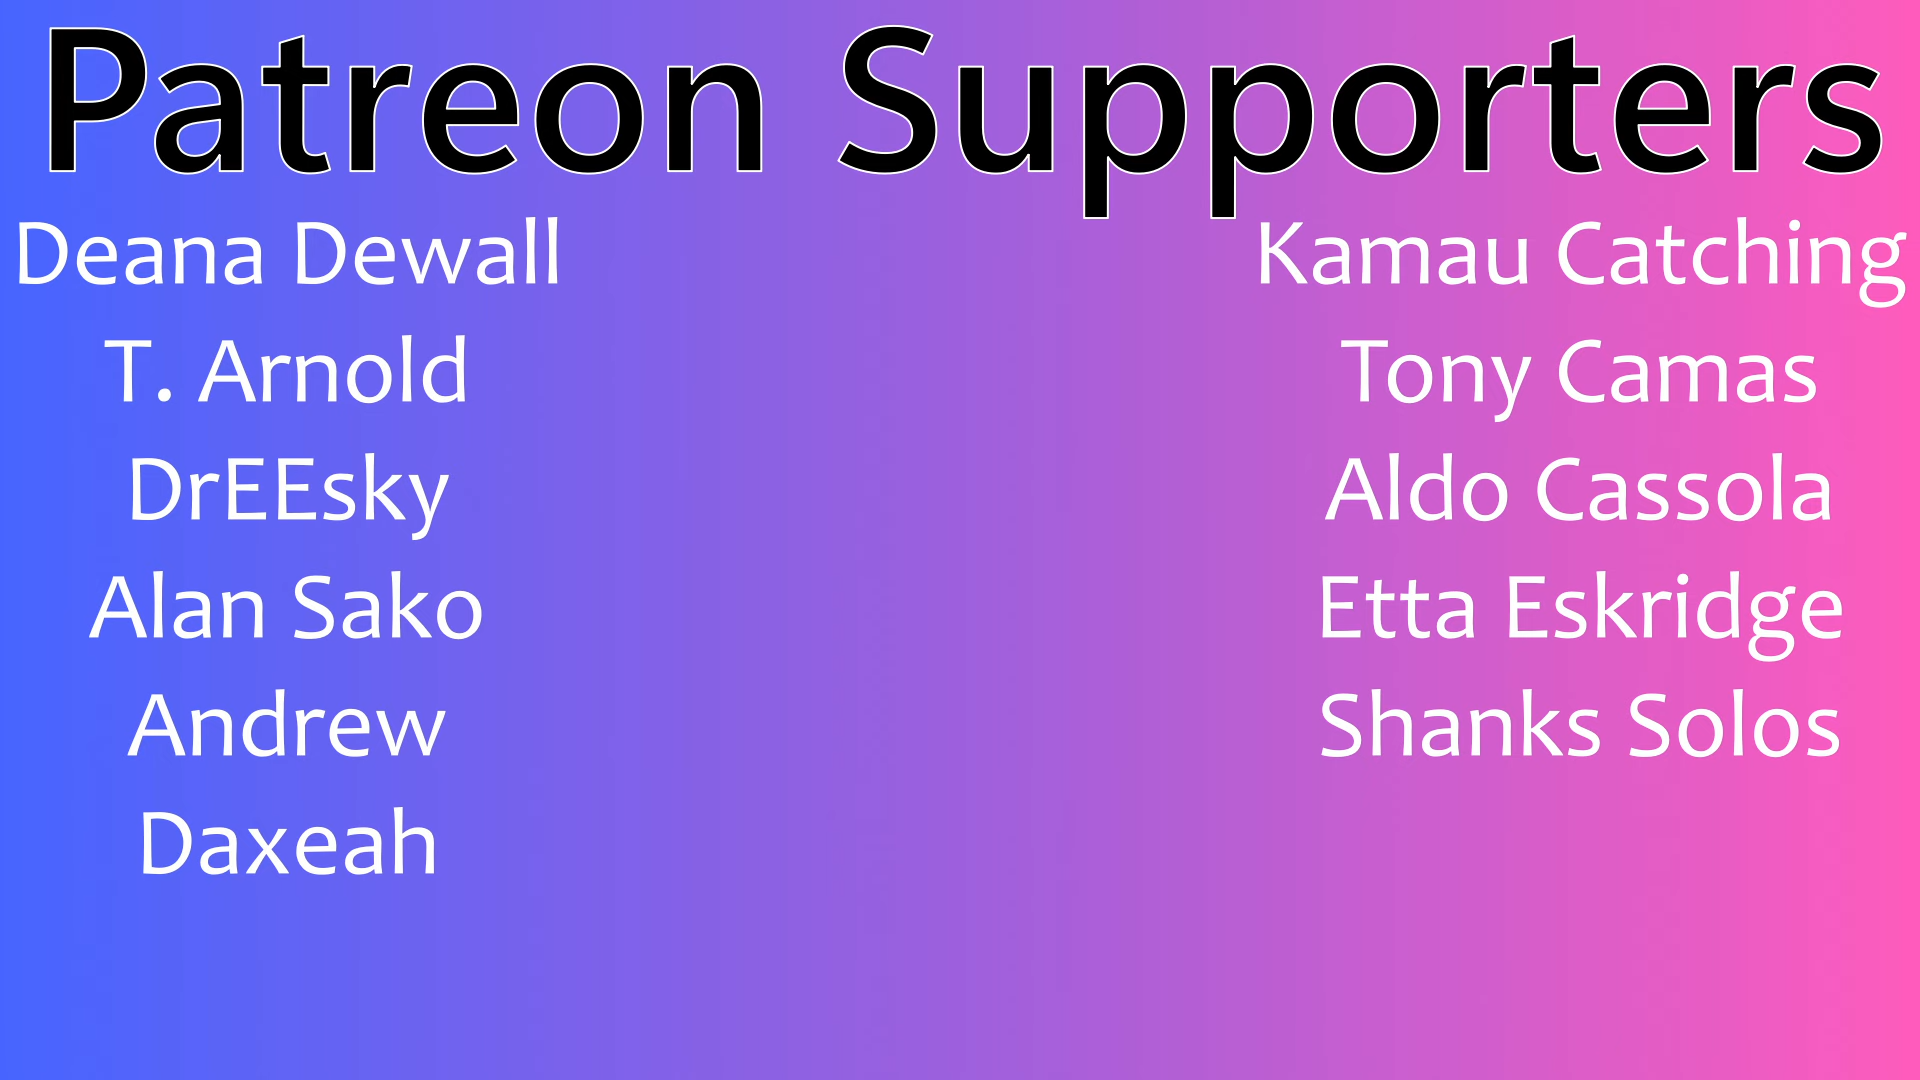 Patreon Supporters
Deana Dewall
T. Arnold
DrEEsky
Alan Sako
Andrew
Daxeah
Kamau Catching
Tony Camas
Aldo Cassola
Etta Eskridge
Shanks Solos